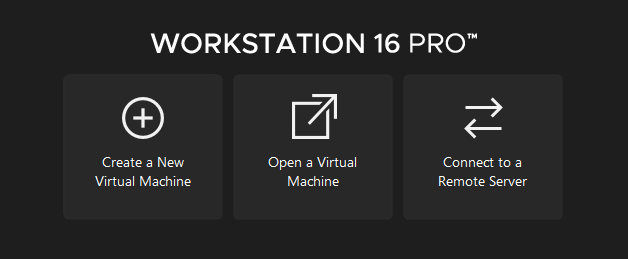 WORKSTATION 16 PRO™
Create a New
Virtual Machine
Open a Virtual
Machine
Connect to a
Remote Server